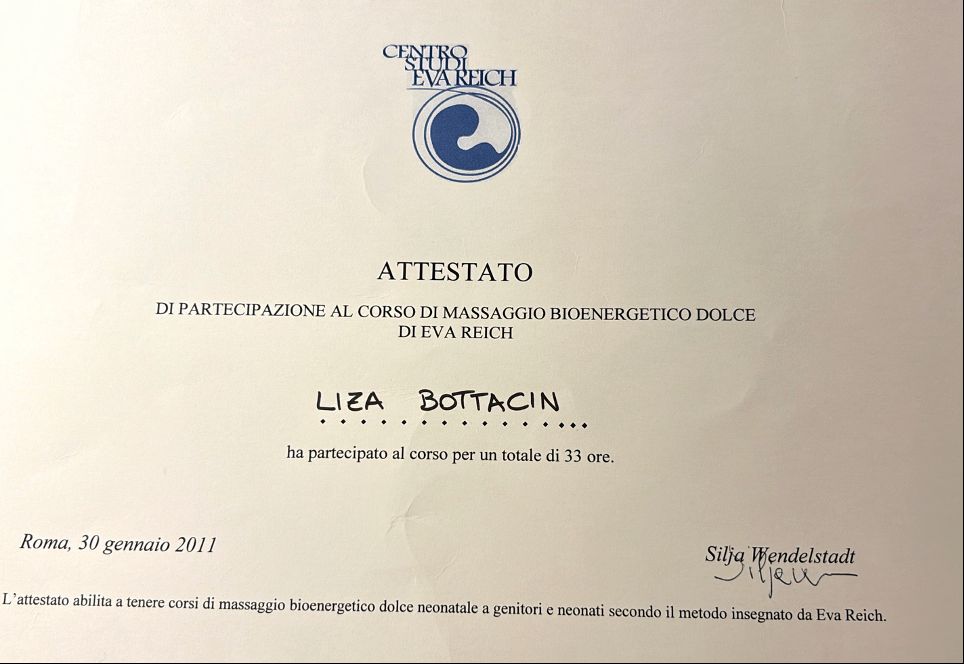 CENTRO
STUDI
EVA REICH
ATTESTATO
DI PARTECIPAZIONE AL CORSO DI MASSAGGIO BIOENERGETICO DOLCE
DI EVA REICH
LIZA BOTTACIN
ha partecipato al corso per un totale di 33 ore.
Roma, 30 gennaio 2011
Silja Wendelstadt
L'attestato abilita a tenere corsi di massaggio bioenergetico dolce neonatale a genitori e neonati secondo il metodo insegnato da Eva Reich.